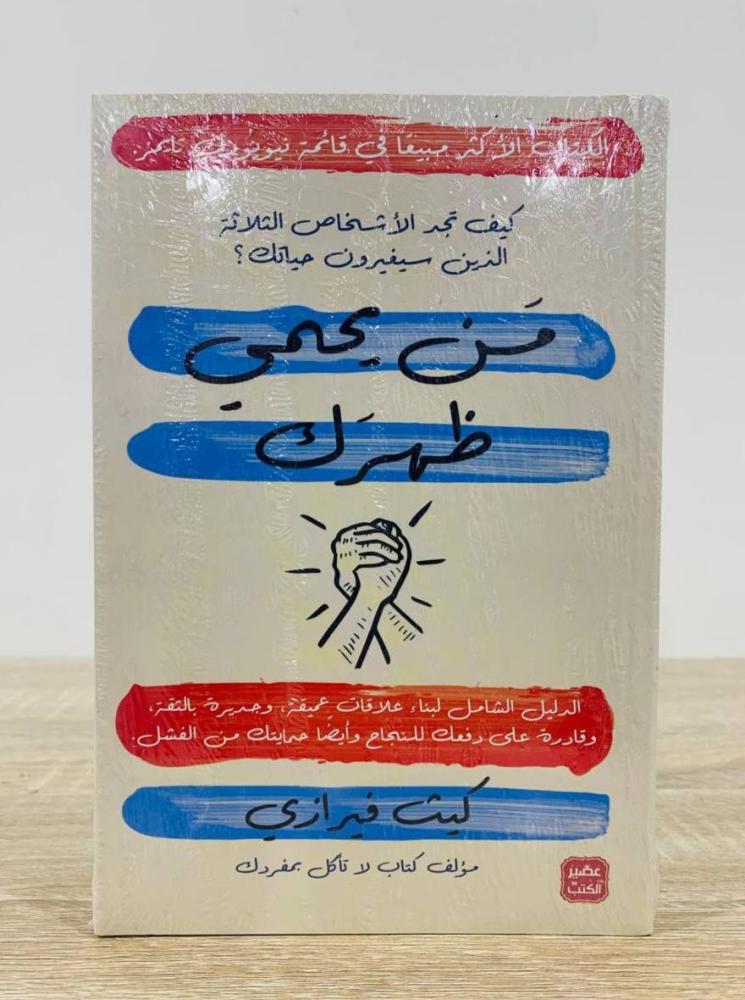 الكتاب الأكثر مبيعًا في قائمة نيويورك تايمز.
كيف تجد الأشخاص الثلاثة
الذين سيغيرون حياتك؟
مَن يحمي
ظهرَك
الدليل الشامل لبناء علاقات عميقة، وجديرة بالثقة،
وقادرة على دفعك للنجاح وأيضًا حمايتك من الفشل.
كيث فيرازي
مؤلف كتاب لا تأكل بمفردك
عصير
الكتب